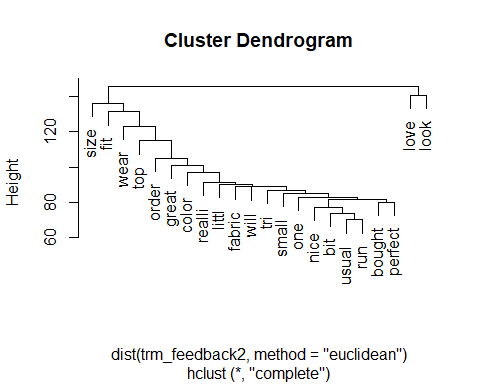 Cluster Dendrogram
Height
120
80
60
size
fit
wear
top
order
great
color
realli
littl
fabric
will
tri
small
one
nice
bit
usual
run
bought
perfect
love
look
dist(trm_feedback2, method = "euclidean")
hclust (*, "complete")